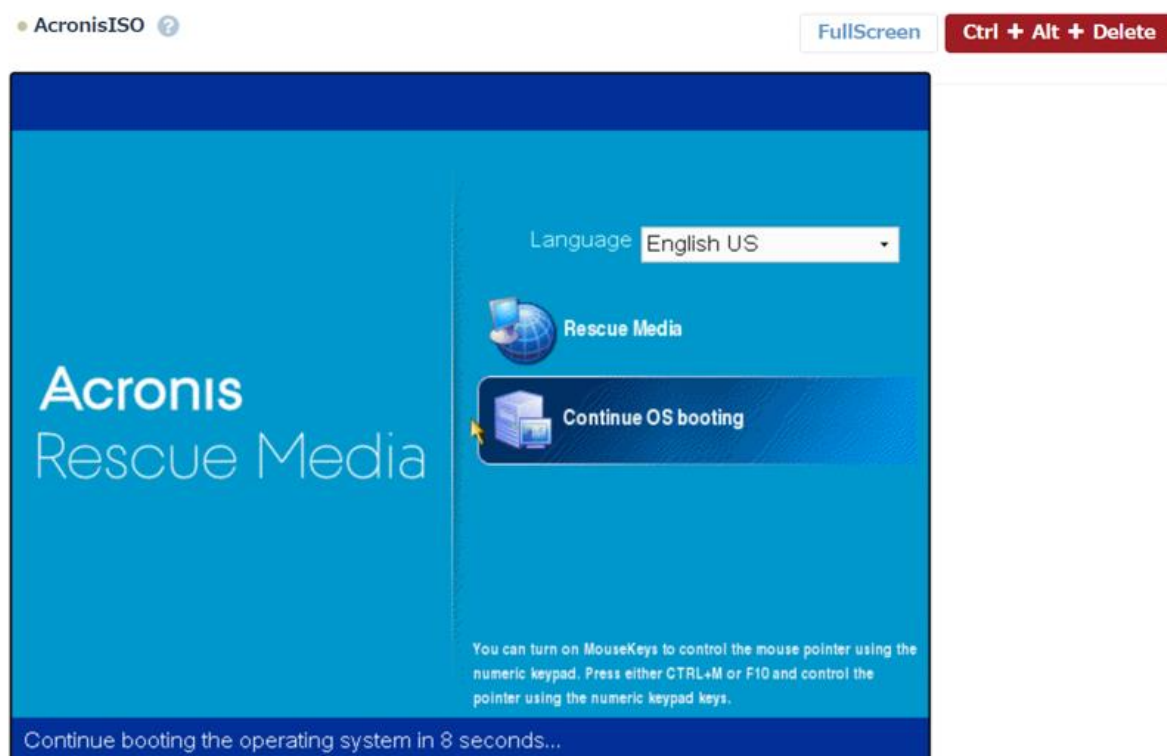 AcronisISO ?
FullScreen
Ctrl + Alt + Delete
Language English US
Rescue Media
Continue OS booting
Acronis
Rescue Media
You can turn on MouseKeys to control the mouse pointer using the
numeric keypad. Press either CTRL+M or F10 and control the
pointer using the numeric keypad keys.
Continue booting the operating system in 8 seconds...